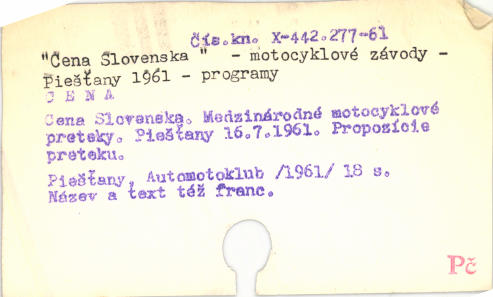 Čís.kn. X-442.277-61
"Cena Slovenska " - motocyklové závody -
Piešťany 1961 - programy
C E N A
Cena Slovenska. Medzinárodné motocyklové
preteky. Piešťany 16.7.1961. Propozície
preteku.
Piešťany, Automotoklub /1961/ 18 s.
Název a text též franc.
Pč